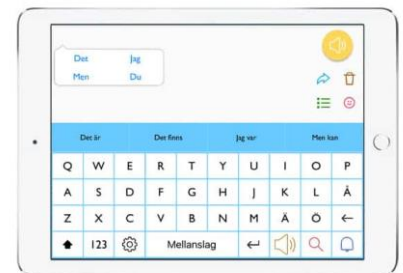 Det Jag
Men Du
Det är Det finns Jag var Men kan
Q W E R T Y U I O P
A S D F G H J K L Å
Z X C V B N M Ä Ö ←
123 Mellanslag